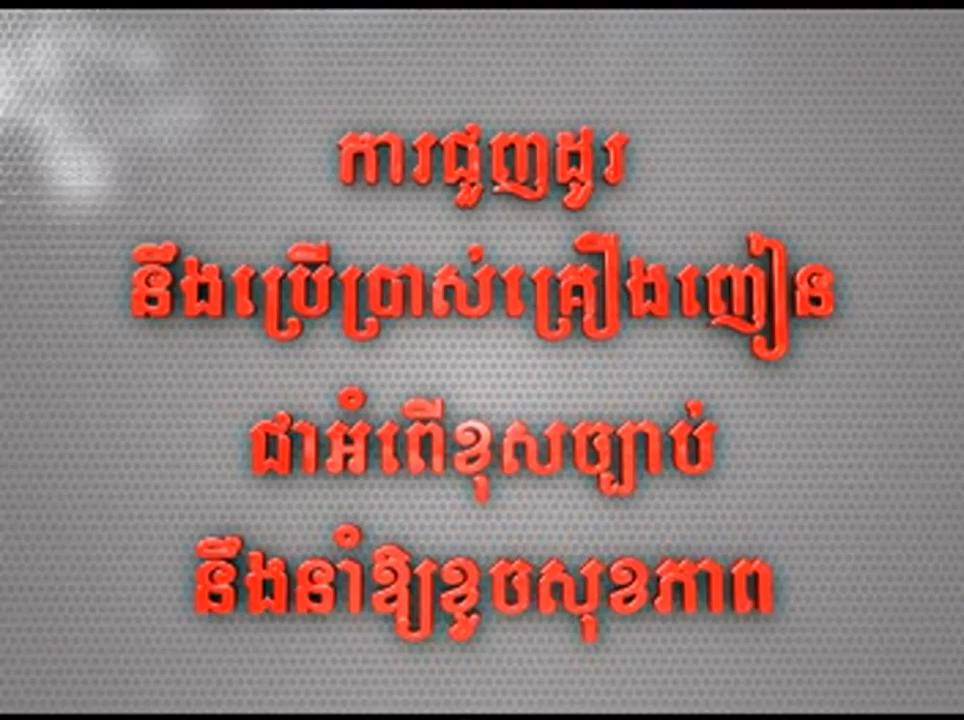 ការជួញដូរ
នឹងប្រើប្រាស់គ្រឿងញៀន
ជាអំពើខុសច្បាប់
នឹងនាំឱ្យខូចសុខភាព